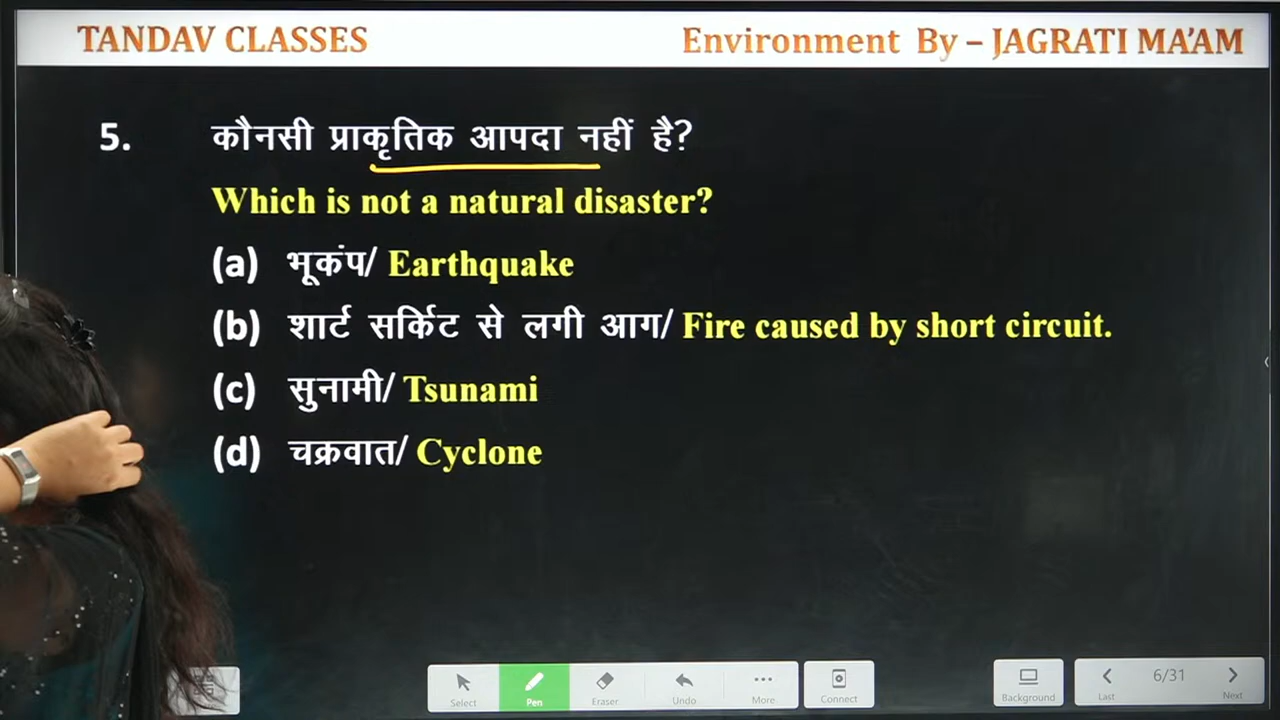 TANDAV CLASSES Environment By – JAGRATI MA’AM
5. कौनसी प्राकृतिक आपदा नहीं है?
Which is not a natural disaster?
(a) भूकंप/ Earthquake
(b) शार्ट सर्किट से लगी आग/ Fire caused by short circuit.
(c) सुनामी/ Tsunami
(d) चक्रवात/ Cyclone
Select Pen Eraser Undo More Connect Background Last 6/31 Next